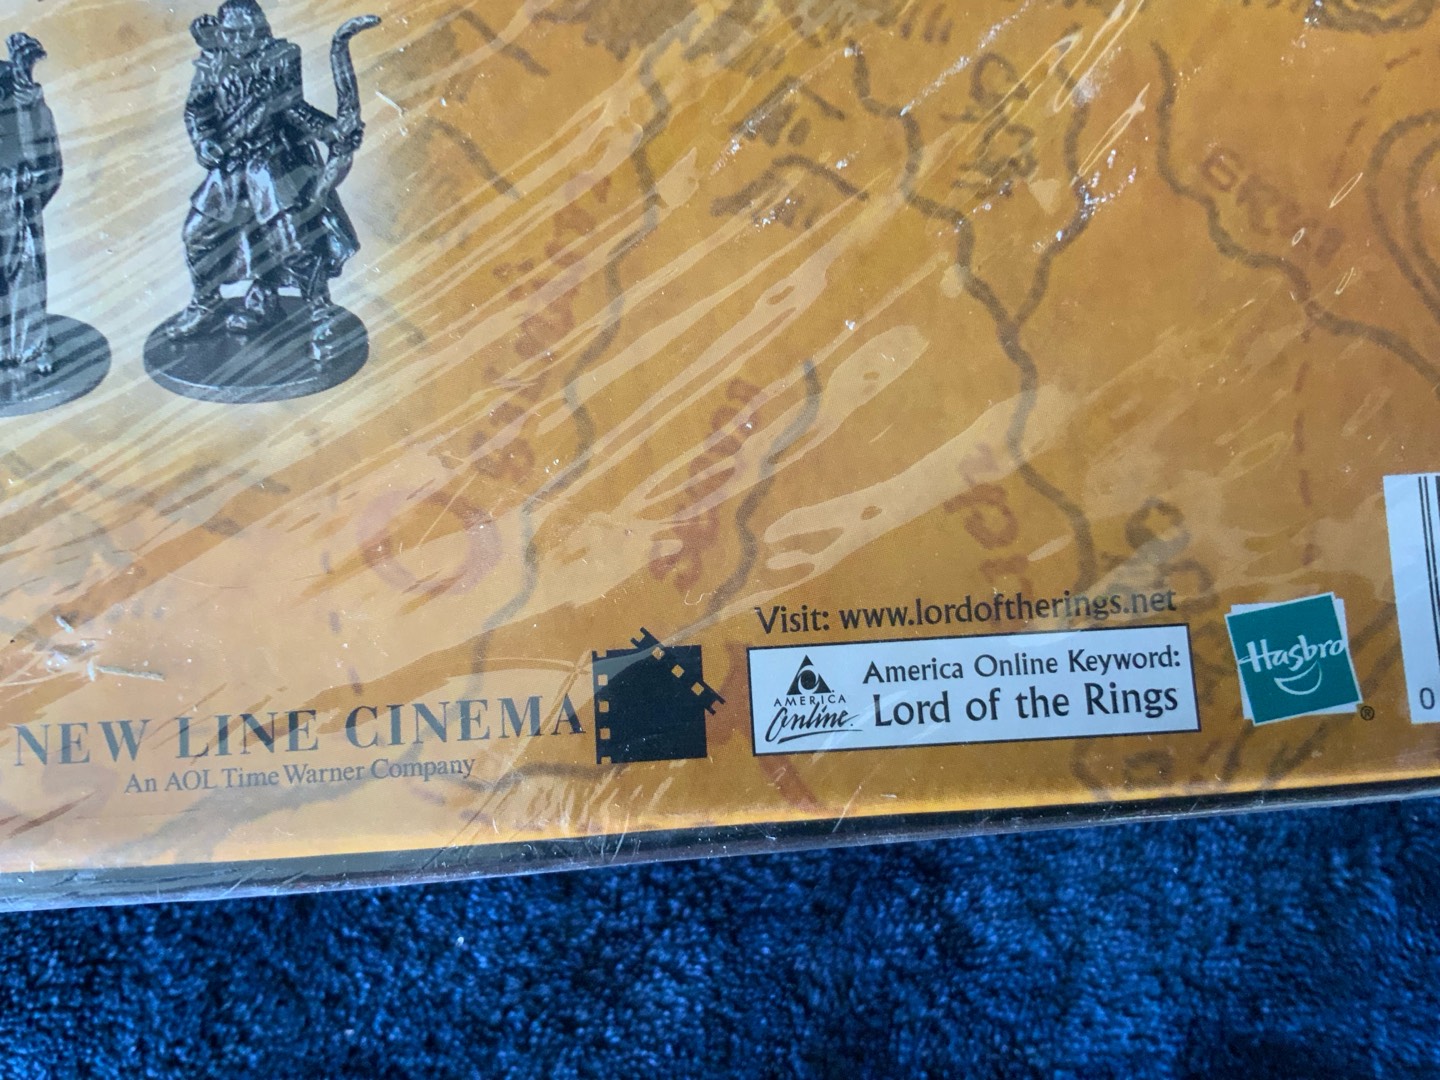 Visit: www.lordoftherings.net
America Online Keyword:
Lord of the Rings
AMERICA
Online
Hasbro
®
NEW LINE CINEMA
An AOL Time Warner Company
0